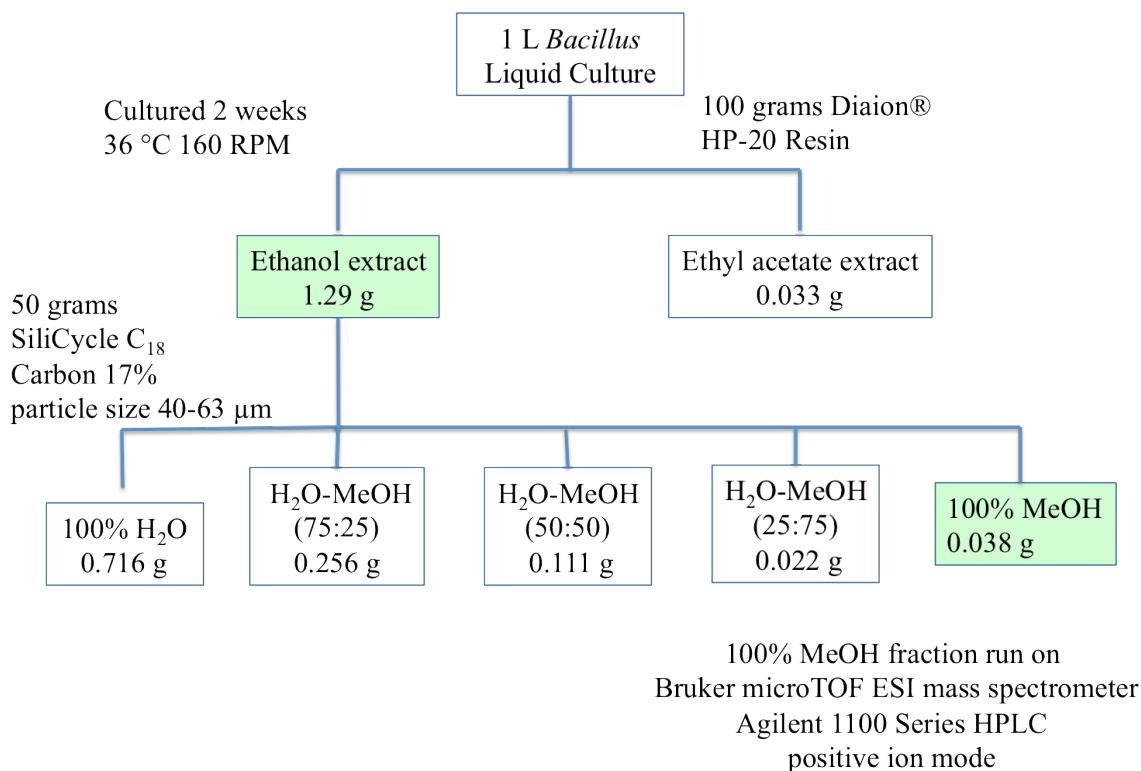 1 L Bacillus
Liquid Culture
Cultured 2 weeks
36 °C 160 RPM
100 grams Diaion®
HP-20 Resin
Ethanol extract
1.29 g
Ethyl acetate extract
0.033 g
50 grams
SiliCycle C₁₈
Carbon 17%
particle size 40-63 µm
100% H₂O
0.716 g
H₂O-MeOH
(75:25)
0.256 g
H₂O-MeOH
(50:50)
0.111 g
H₂O-MeOH
(25:75)
0.022 g
100% MeOH
0.038 g
100% MeOH fraction run on
Bruker microTOF ESI mass spectrometer
Agilent 1100 Series HPLC
positive ion mode